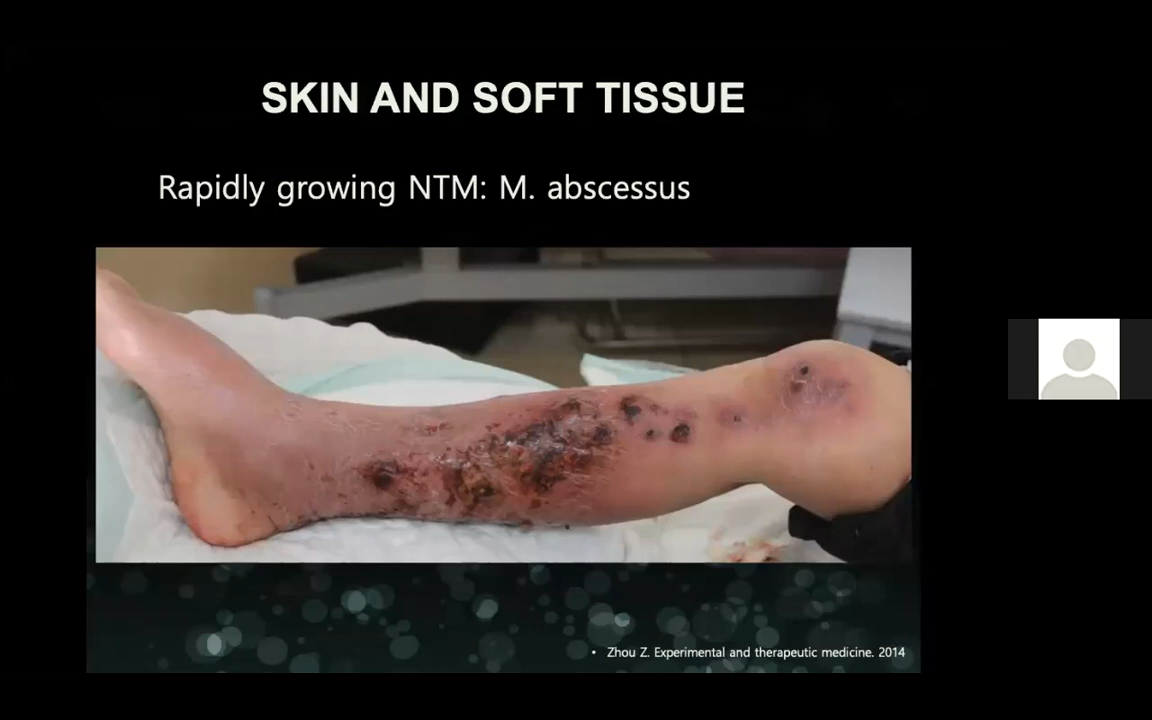 SKIN AND SOFT TISSUE
Rapidly growing NTM: M. abscessus
• Zhou Z. Experimental and therapeutic medicine. 2014